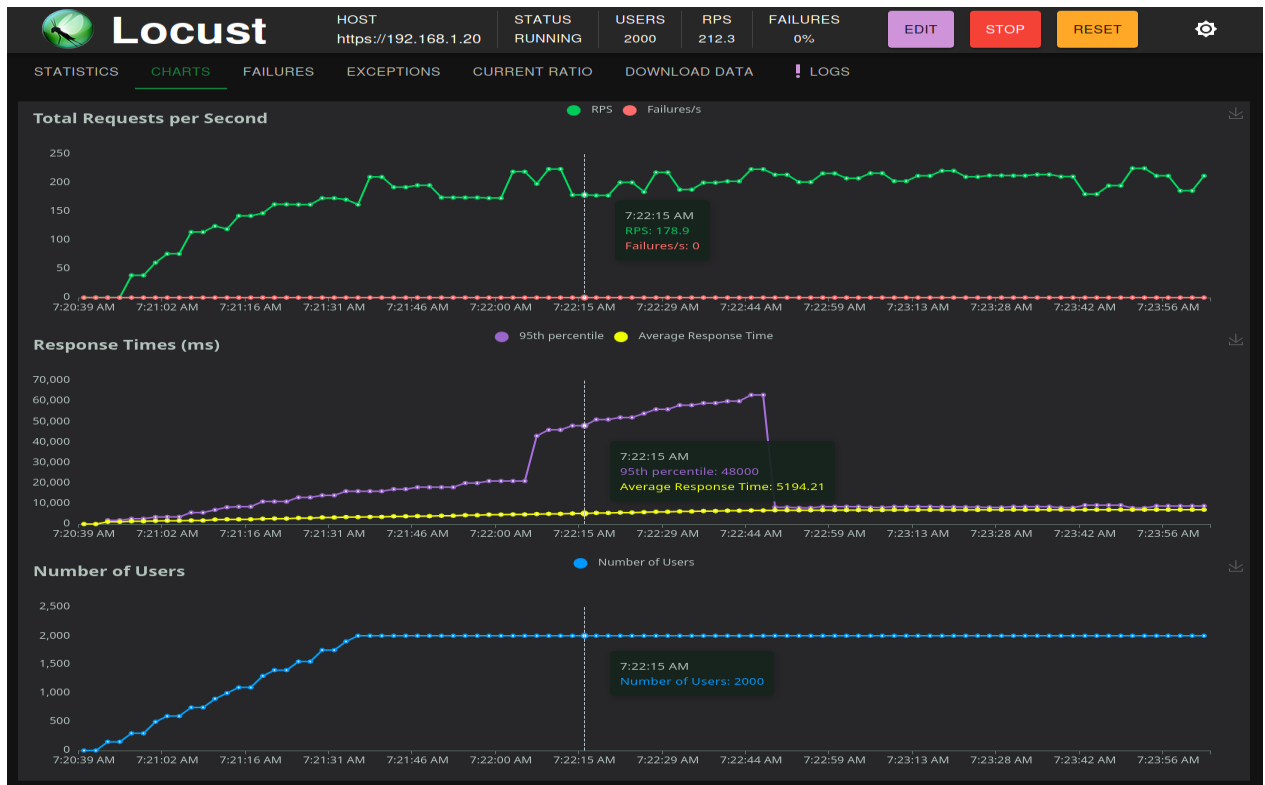 Locust
HOST
https://192.168.1.20
STATUS
RUNNING
USERS
2000
RPS
212.3
FAILURES
0%
EDIT
STOP
RESET
STATISTICS CHARTS FAILURES EXCEPTIONS CURRENT RATIO DOWNLOAD DATA ! LOGS
Total Requests per Second
RPS Failures/s
250
200
150
100
50
0
7:22:15 AM
RPS: 178.9
Failures/s: 0
7:20:39 AM 7:21:02 AM 7:21:16 AM 7:21:31 AM 7:21:46 AM 7:22:00 AM 7:22:15 AM 7:22:29 AM 7:22:44 AM 7:22:59 AM 7:23:13 AM 7:23:28 AM 7:23:42 AM 7:23:56 AM
Response Times (ms)
95th percentile Average Response Time
70,000
60,000
50,000
40,000
30,000
20,000
10,000
0
7:22:15 AM
95th percentile: 48000
Average Response Time: 5194.21
7:20:39 AM 7:21:02 AM 7:21:16 AM 7:21:31 AM 7:21:46 AM 7:22:00 AM 7:22:15 AM 7:22:29 AM 7:22:44 AM 7:22:59 AM 7:23:13 AM 7:23:28 AM 7:23:42 AM 7:23:56 AM
Number of Users
Number of Users
2,500
2,000
1,500
1,000
500
0
7:22:15 AM
Number of Users: 2000
7:20:39 AM 7:21:02 AM 7:21:16 AM 7:21:31 AM 7:21:46 AM 7:22:00 AM 7:22:15 AM 7:22:29 AM 7:22:44 AM 7:22:59 AM 7:23:13 AM 7:23:28 AM 7:23:42 AM 7:23:56 AM